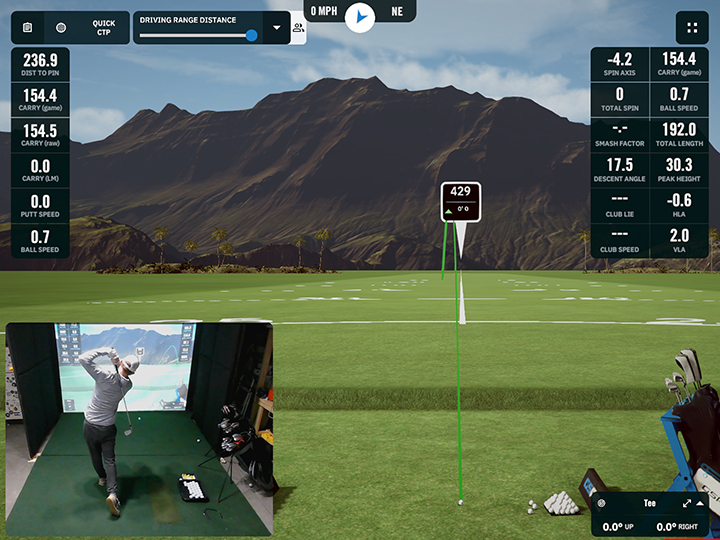 QUICK
CTP
DRIVING RANGE DISTANCE
0 MPH
NE
236.9
DIST TO PIN
154.4
CARRY (game)
154.5
CARRY (raw)
0.0
CARRY (LM)
0.0
PUTT SPEED
0.7
BALL SPEED
-4.2
SPIN AXIS
154.4
CARRY (game)
0
TOTAL SPIN
0.7
BALL SPEED
-.-
SMASH FACTOR
192.0
TOTAL LENGTH
17.5
DESCENT ANGLE
30.3
PEAK HEIGHT
---
CLUB LIE
-0.6
HLA
---
CLUB SPEED
2.0
VLA
429
0' 0
Tee
0.0° UP
0.0° RIGHT